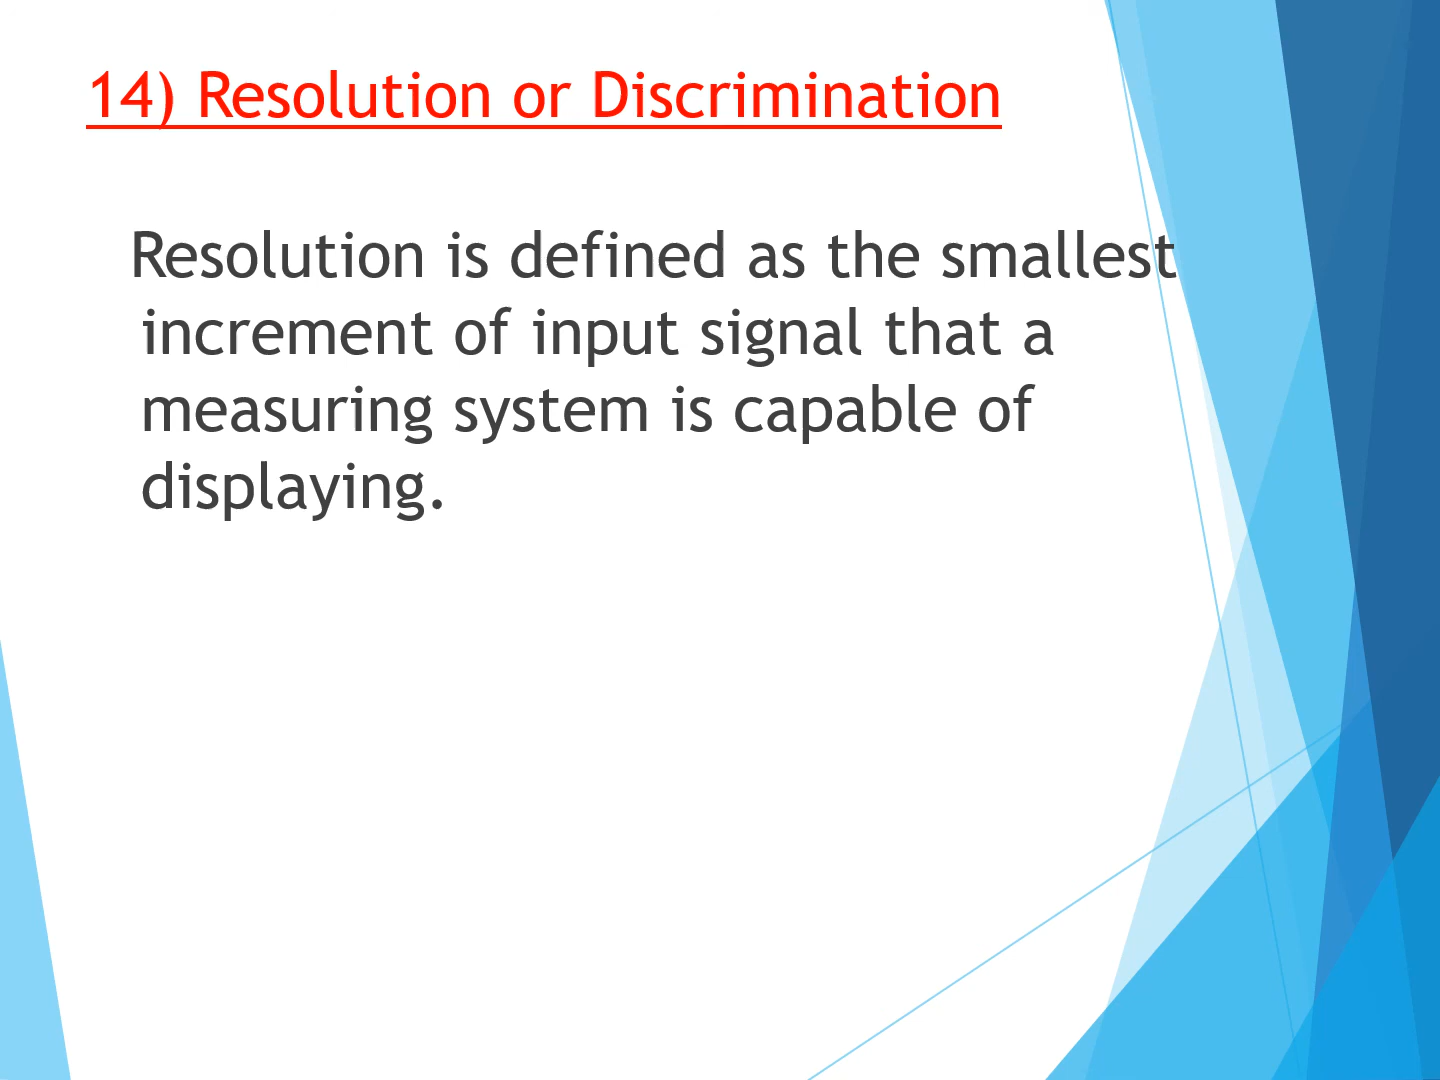 14) Resolution or Discrimination
Resolution is defined as the smallest
increment of input signal that a
measuring system is capable of
displaying.